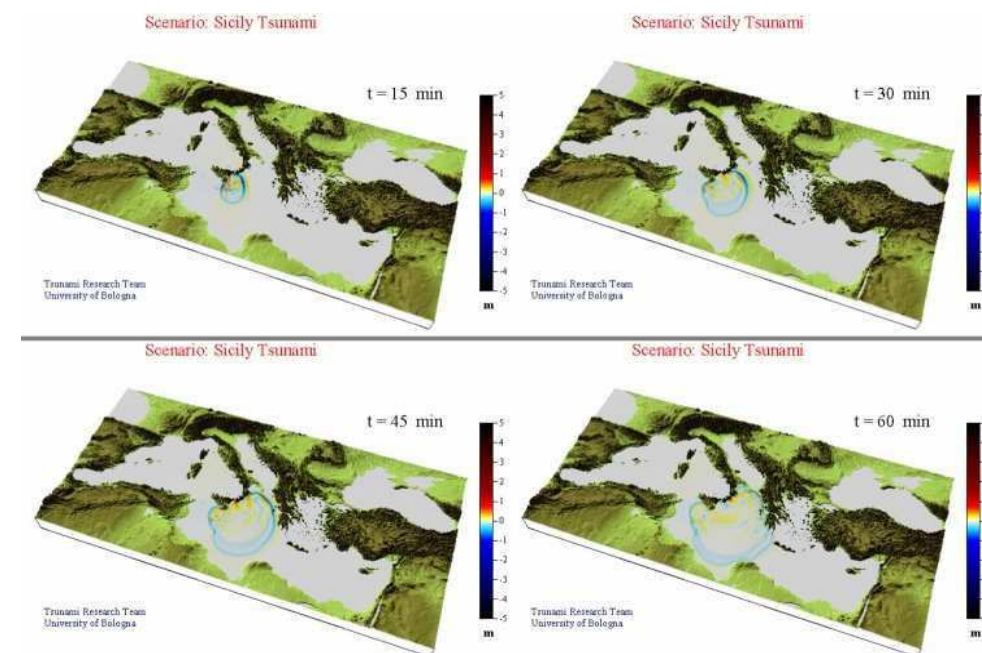 Scenario: Sicily Tsunami
t = 15 min
5
4
3
2
1
0
-1
-2
-3
-4
-5
m
Tsunami Research Team
University of Bologna
Scenario: Sicily Tsunami
t = 30 min
m
Tsunami Research Team
University of Bologna
Scenario: Sicily Tsunami
t = 45 min
5
4
3
2
1
0
-1
-2
-3
-4
-5
m
Tsunami Research Team
University of Bologna
Scenario: Sicily Tsunami
t = 60 min
m
Tsunami Research Team
University of Bologna